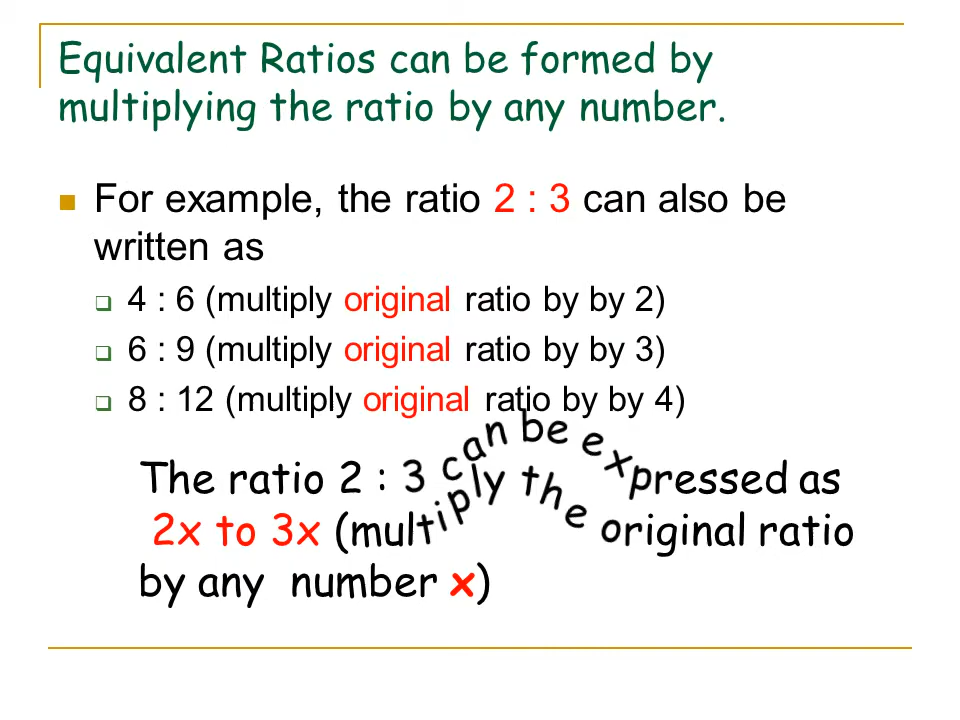 Equivalent Ratios can be formed by
multiplying the ratio by any number.
For example, the ratio 2 : 3 can also be
written as
4 : 6 (multiply original ratio by by 2)
6 : 9 (multiply original ratio by by 3)
8 : 12 (multiply original ratio by by 4)
The ratio 2 : 3 can be expressed as
2x to 3x (multiply the original ratio
by any number x)